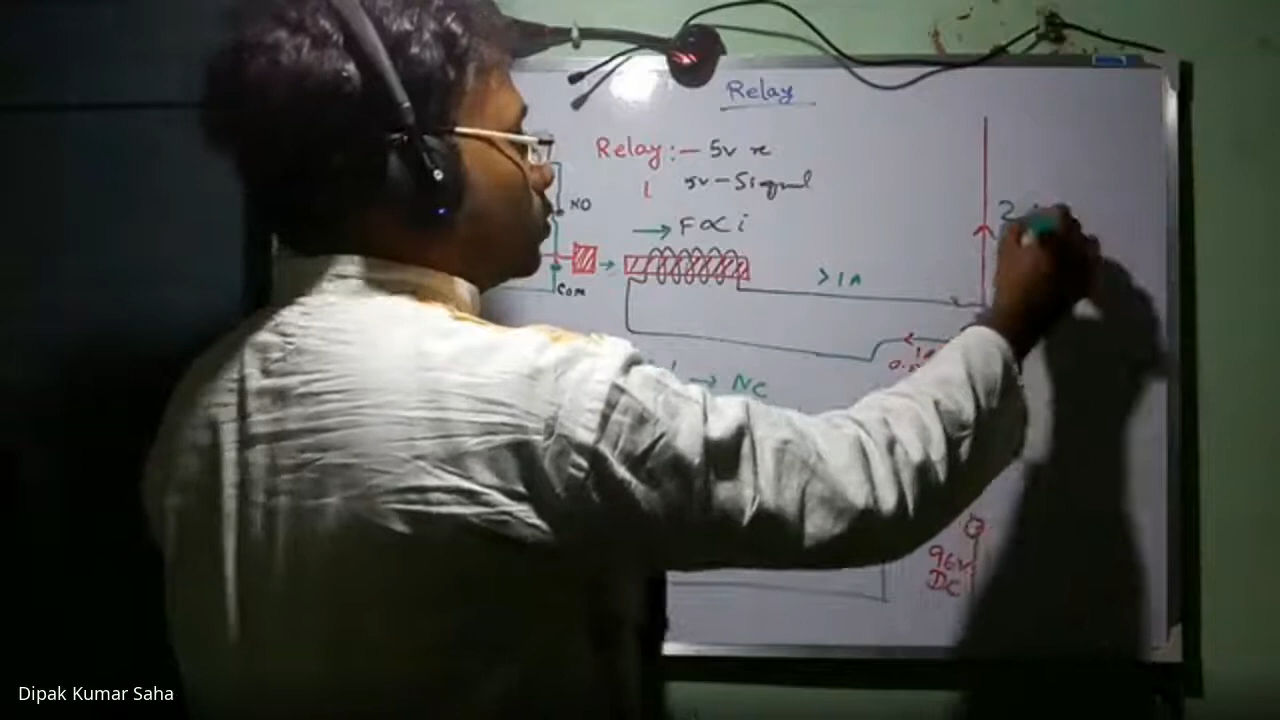 Relay
Relay:— 5v
5v – Signal
→ F ∝ i
NO
→
Com
> 1A
→ NC
96v
DC
Dipak Kumar Saha